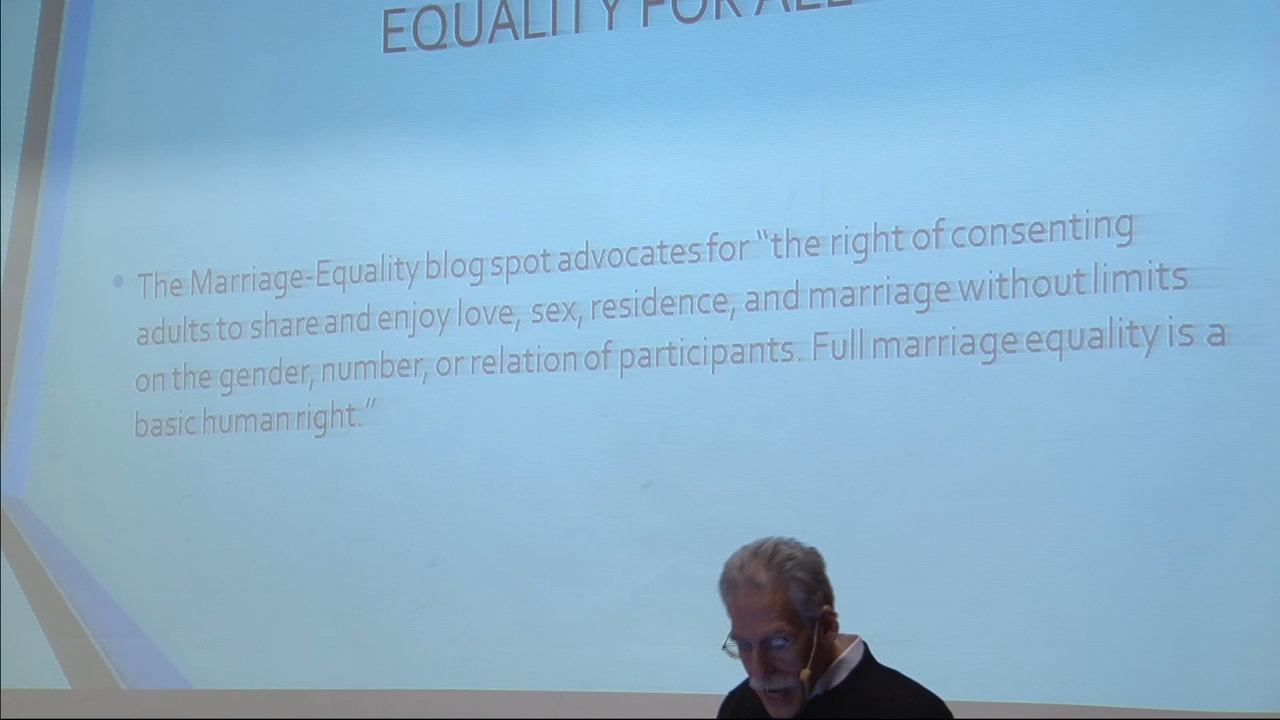 EQUALITY FOR ALL
The Marriage-Equality blog spot advocates for “the right of consenting
adults to share and enjoy love, sex, residence, and marriage without limits
on the gender, number, or relation of participants. Full marriage equality is a
basic human right.”